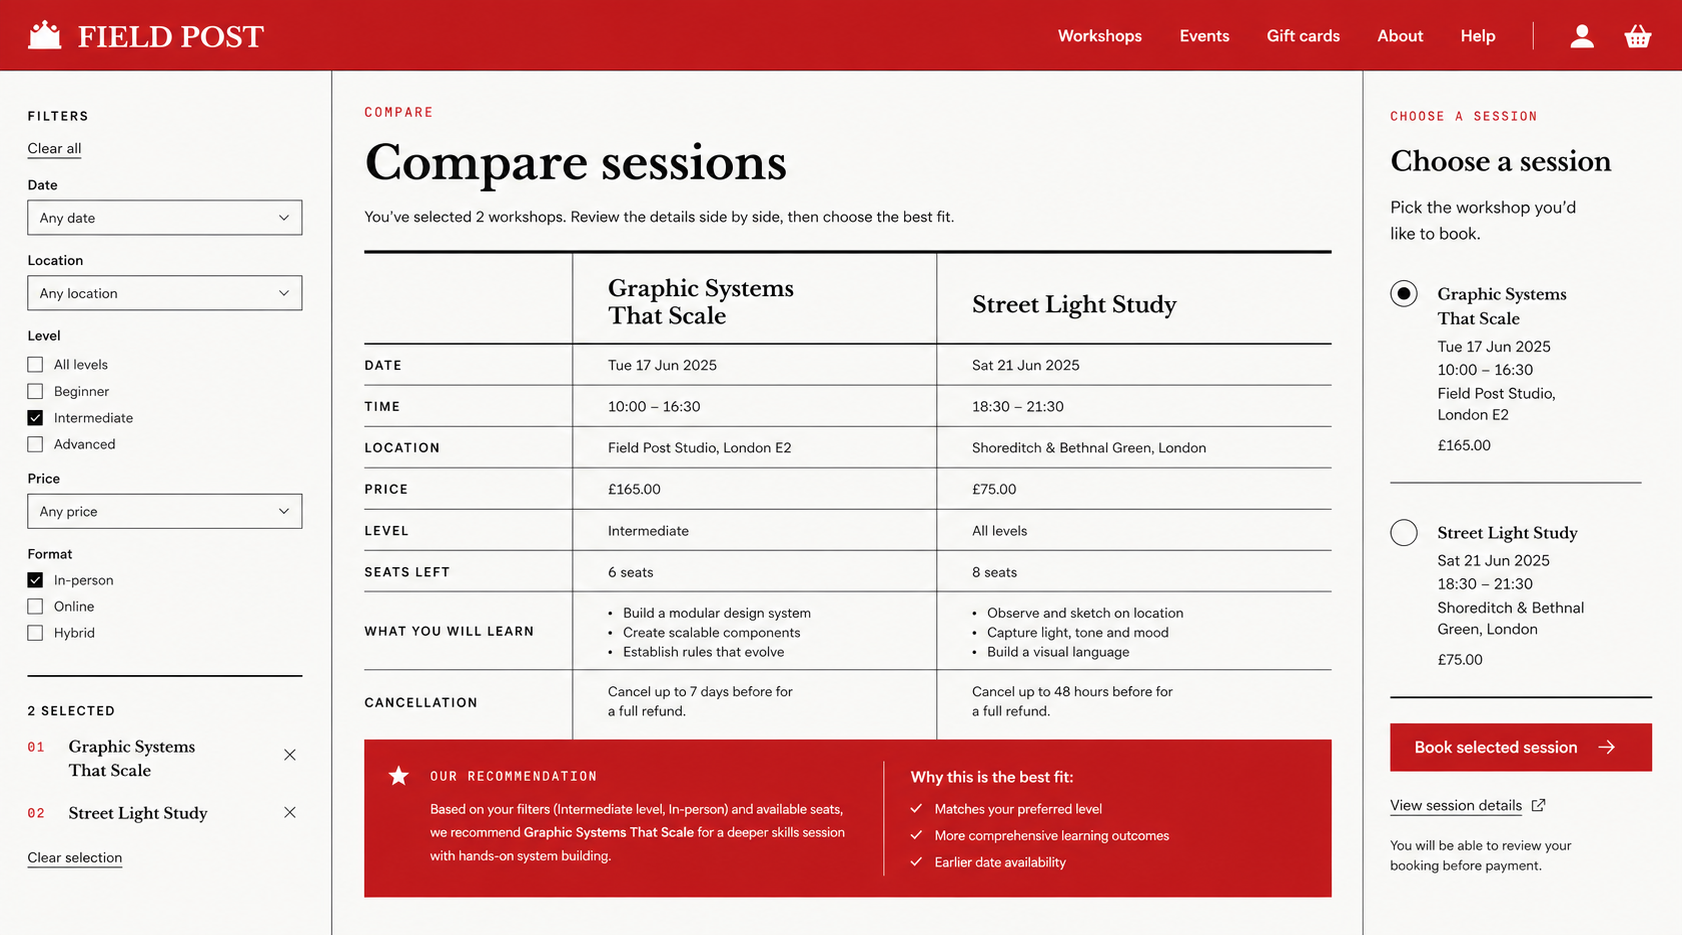 FIELD POST
Workshops
Events
Gift cards
About
Help
FILTERS
Clear all
Date
Any date
Location
Any location
Level
All levels
Beginner
Intermediate
Advanced
Price
Any price
Format
In-person
Online
Hybrid
2 SELECTED
01 Graphic Systems
That Scale
02 Street Light Study
Clear selection
COMPARE
Compare sessions
You’ve selected 2 workshops. Review the details side by side, then choose the best fit.
Graphic Systems
That Scale
Street Light Study
DATE
Tue 17 Jun 2025
Sat 21 Jun 2025
TIME
10:00 – 16:30
18:30 – 21:30
LOCATION
Field Post Studio, London E2
Shoreditch & Bethnal Green, London
PRICE
£165.00
£75.00
LEVEL
Intermediate
All levels
SEATS LEFT
6 seats
8 seats
WHAT YOU WILL LEARN
• Build a modular design system
• Create scalable components
• Establish rules that evolve
• Observe and sketch on location
• Capture light, tone and mood
• Build a visual language
CANCELLATION
Cancel up to 7 days before for
a full refund.
Cancel up to 48 hours before for
a full refund.
OUR RECOMMENDATION
Based on your filters (Intermediate level, In-person) and available seats,
we recommend Graphic Systems That Scale for a deeper skills session
with hands-on system building.
Why this is the best fit:
Matches your preferred level
More comprehensive learning outcomes
Earlier date availability
CHOOSE A SESSION
Choose a session
Pick the workshop you’d
like to book.
Graphic Systems
That Scale
Tue 17 Jun 2025
10:00 – 16:30
Field Post Studio,
London E2
£165.00
Street Light Study
Sat 21 Jun 2025
18:30 – 21:30
Shoreditch & Bethnal
Green, London
£75.00
Book selected session
View session details
You will be able to review your
booking before payment.